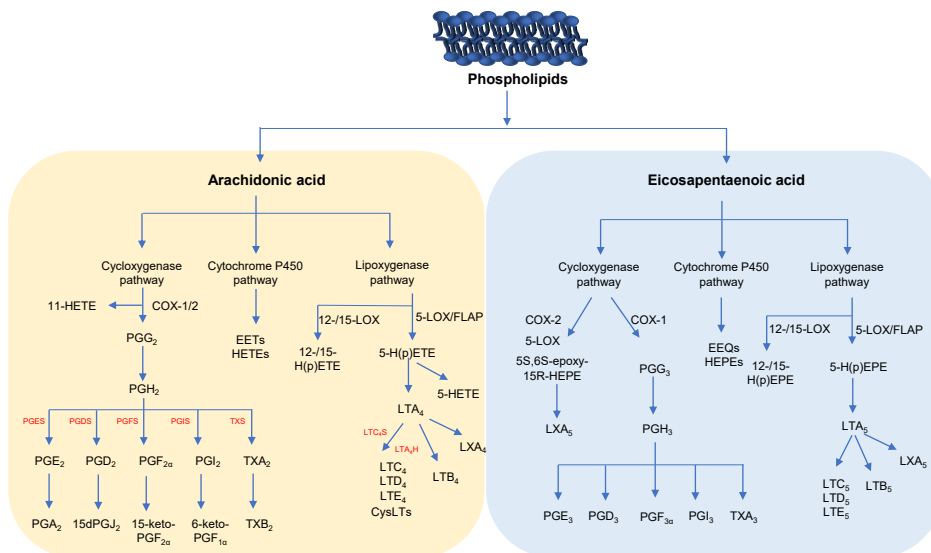 Phospholipids
Arachidonic acid
Cycloxygenase
pathway
Cytochrome P450
pathway
Lipoxygenase
pathway
11-HETE
COX-1/2
PGG₂
PGH₂
PGES
PGDS
PGFS
PGIS
TXS
PGE₂
PGD₂
PGF₂α
PGI₂
TXA₂
PGA₂
15dPGJ₂
15-keto-
PGF₂α
6-keto-
PGF₁α
TXB₂
EETs
HETEs
12-/15-LOX
5-LOX/FLAP
12-/15-
H(p)ETE
5-H(p)ETE
5-HETE
LTA₄
LTC₄S
LTA₄H
LXA₄
LTC₄
LTD₄
LTE₄
CysLTs
LTB₄
Eicosapentaenoic acid
Cycloxygenase
pathway
Cytochrome P450
pathway
Lipoxygenase
pathway
COX-2
5-LOX
COX-1
5S,6S-epoxy-
15R-HEPE
LXA₅
PGG₃
PGH₃
PGE₃
PGD₃
PGF₃α
PGI₃
TXA₃
EEQs
HEPEs
12-/15-LOX
5-LOX/FLAP
12-/15-
H(p)EPE
5-H(p)EPE
LTA₅
LXA₅
LTC₅
LTD₅
LTE₅
LTB₅